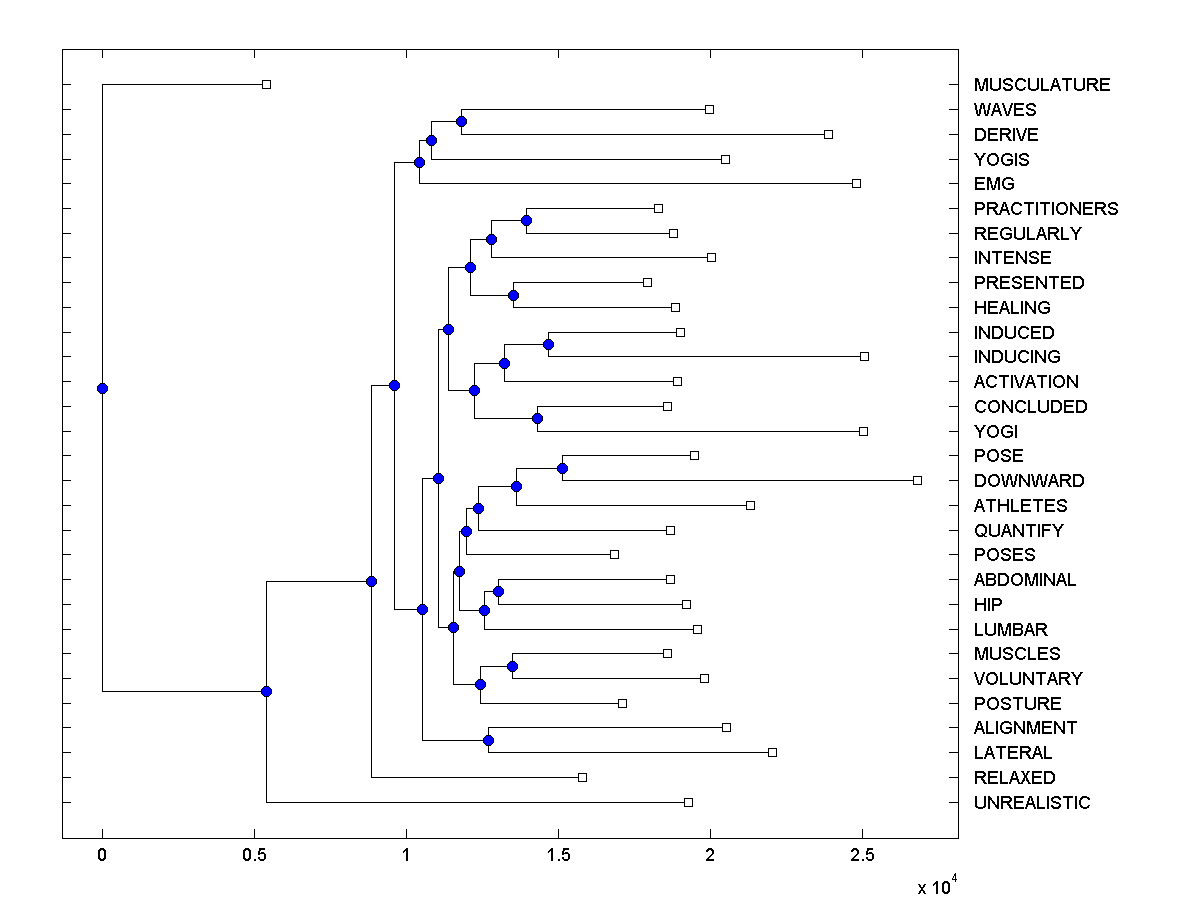 MUSCULATURE
WAVES
DERIVE
YOGIS
EMG
PRACTITIONERS
REGULARLY
INTENSE
PRESENTED
HEALING
INDUCED
INDUCING
ACTIVATION
CONCLUDED
YOGI
POSE
DOWNWARD
ATHLETES
QUANTIFY
POSES
ABDOMINAL
HIP
LUMBAR
MUSCLES
VOLUNTARY
POSTURE
ALIGNMENT
LATERAL
RELAXED
UNREALISTIC
0 0.5 1 1.5 2 2.5
x 10^4